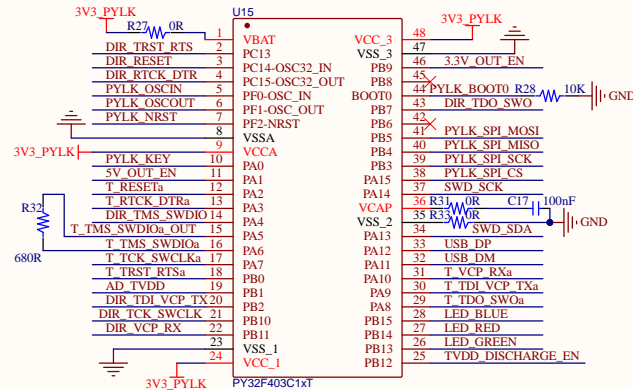 3V3_PYLK
R27 0R
U15
3V3_PYLK
1 VBAT VCC_3 48
DIR_TRST_RTS 2 PC13 VSS_3 47
DIR_RESET 3 PC14-OSC32_IN PB9 46 3.3V_OUT_EN
DIR_RTCK_DTR 4 PC15-OSC32_OUT PB8 45
PYLK_OSCIN 5 PF0-OSC_IN BOOT0 44 PYLK_BOOT0 R28 10K GND
PYLK_OSCOUT 6 PF1-OSC_OUT PB7 43 DIR_TDO_SWO
PYLK_NRST 7 PF2-NRST PB6 42
8 VSSA PB5 41 PYLK_SPI_MOSI
3V3_PYLK 9 VCCA PB4 40 PYLK_SPI_MISO
PYLK_KEY 10 PA0 PB3 39 PYLK_SPI_SCK
5V_OUT_EN 11 PA1 PA15 38 PYLK_SPI_CS
T_RESETa 12 PA2 PA14 37 SWD_SCK
T_RTCK_DTRa 13 PA3 VCAP 36 R31 0R C17 100nF
R32 DIR_TMS_SWDIO 14 PA4 VSS_2 35 R33 0R GND
T_TMS_SWDIOa_OUT 15 PA5 PA13 34 SWD_SDA
680R T_TMS_SWDIOa 16 PA6 PA12 33 USB_DP
T_TCK_SWCLKa 17 PA7 PA11 32 USB_DM
T_TRST_RTSa 18 PB0 PA10 31 T_VCP_RXa
AD_TVDD 19 PB1 PA9 30 T_TDI_VCP_TXa
DIR_TDI_VCP_TX 20 PB2 PA8 29 T_TDO_SWOa
DIR_TCK_SWCLK 21 PB10 PB15 28 LED_BLUE
DIR_VCP_RX 22 PB11 PB14 27 LED_RED
23 VSS_1 PB13 26 LED_GREEN
24 VCC_1 PB12 25 TVDD_DISCHARGE_EN
3V3_PYLK
PY32F403C1xT